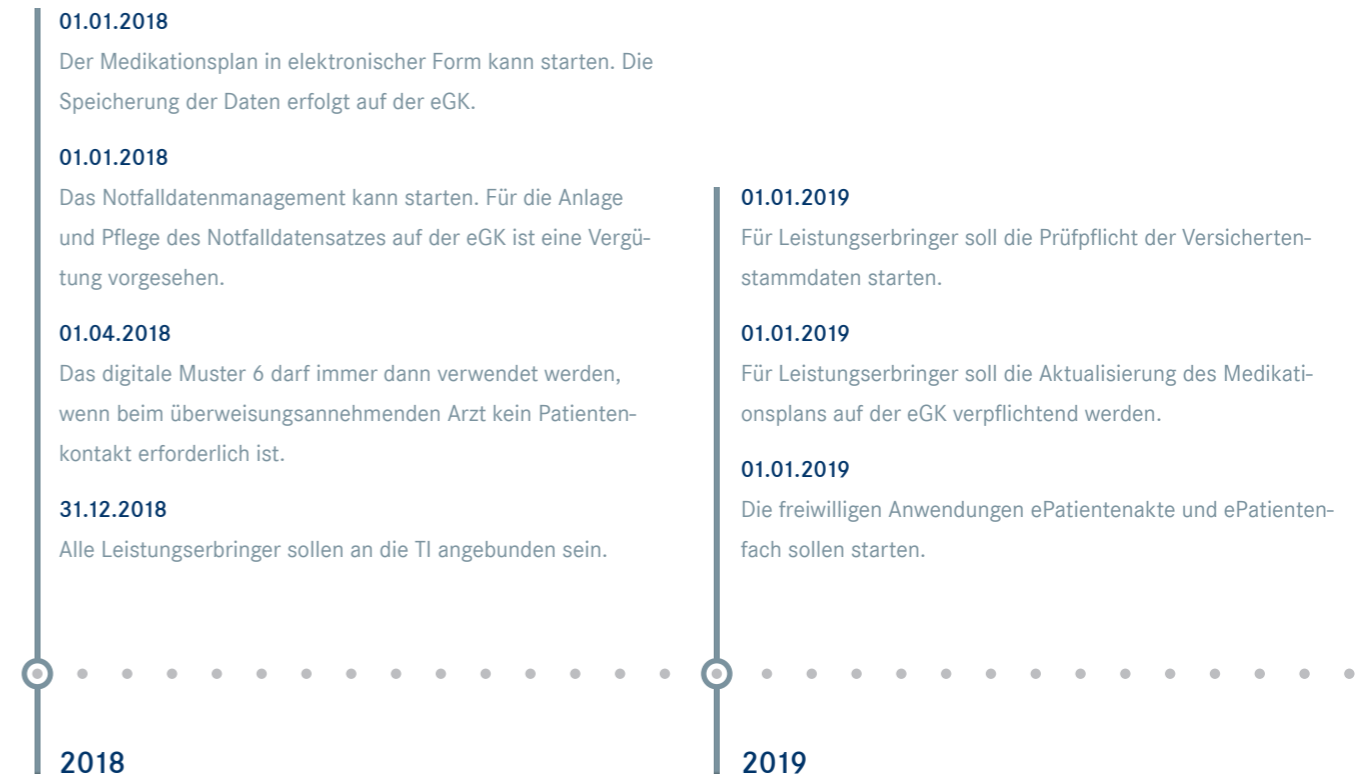 01.01.2018
Der Medikationsplan in elektronischer Form kann starten. Die
Speicherung der Daten erfolgt auf der eGK.
01.01.2018
Das Notfalldatenmanagement kann starten. Für die Anlage
und Pflege des Notfalldatensatzes auf der eGK ist eine Vergü-
tung vorgesehen.
01.04.2018
Das digitale Muster 6 darf immer dann verwendet werden,
wenn beim überweisungsannehmenden Arzt kein Patienten-
kontakt erforderlich ist.
31.12.2018
Alle Leistungserbringer sollen an die TI angebunden sein.
2018
01.01.2019
Für Leistungserbringer soll die Prüfpflicht der Versicherten-
stammdaten starten.
01.01.2019
Für Leistungserbringer soll die Aktualisierung des Medikati-
onsplans auf der eGK verpflichtend werden.
01.01.2019
Die freiwilligen Anwendungen ePatientenakte und ePatienten-
fach sollen starten.
2019